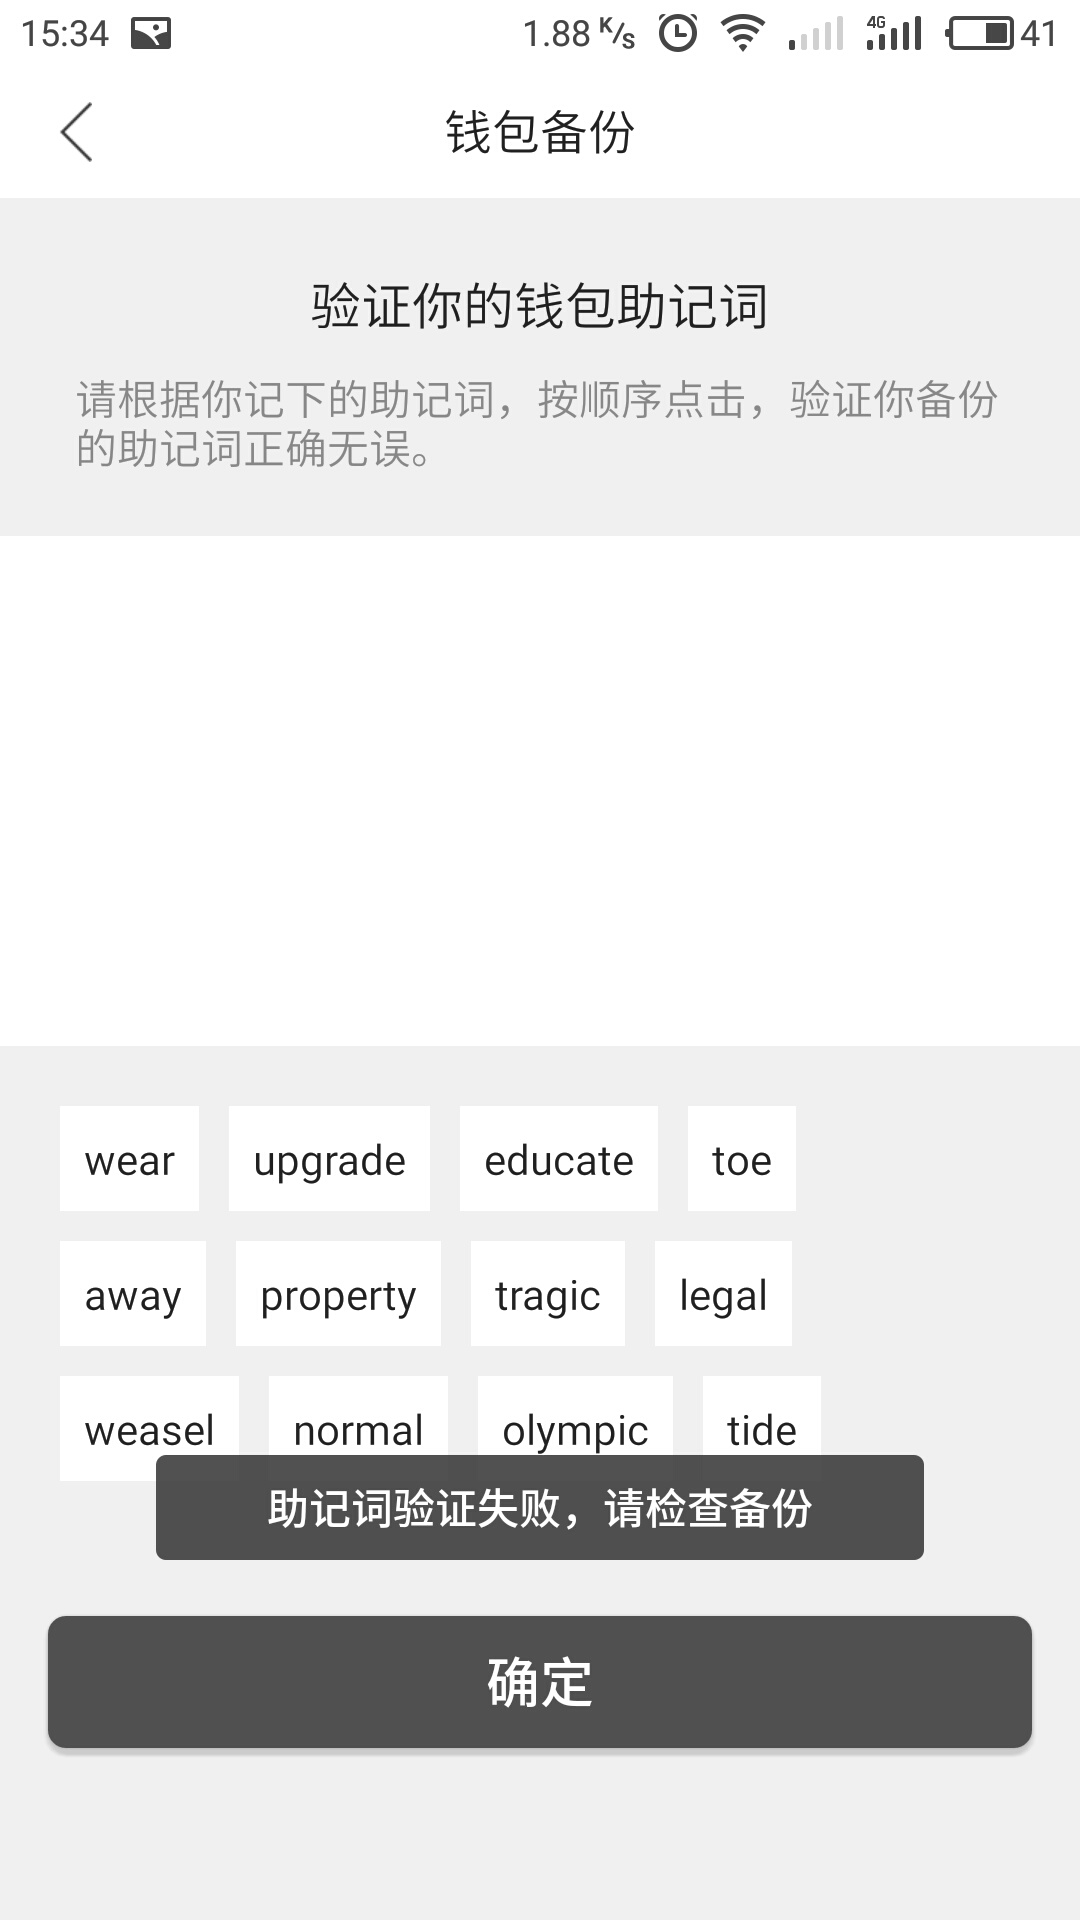 15:34 1.88 K/s 4G 41
钱包备份
验证你的钱包助记词
请根据你记下的助记词，按顺序点击，验证你备份
的助记词正确无误。
wear upgrade educate toe
away property tragic legal
weasel normal olympic tide
助记词验证失败，请检查备份
确定